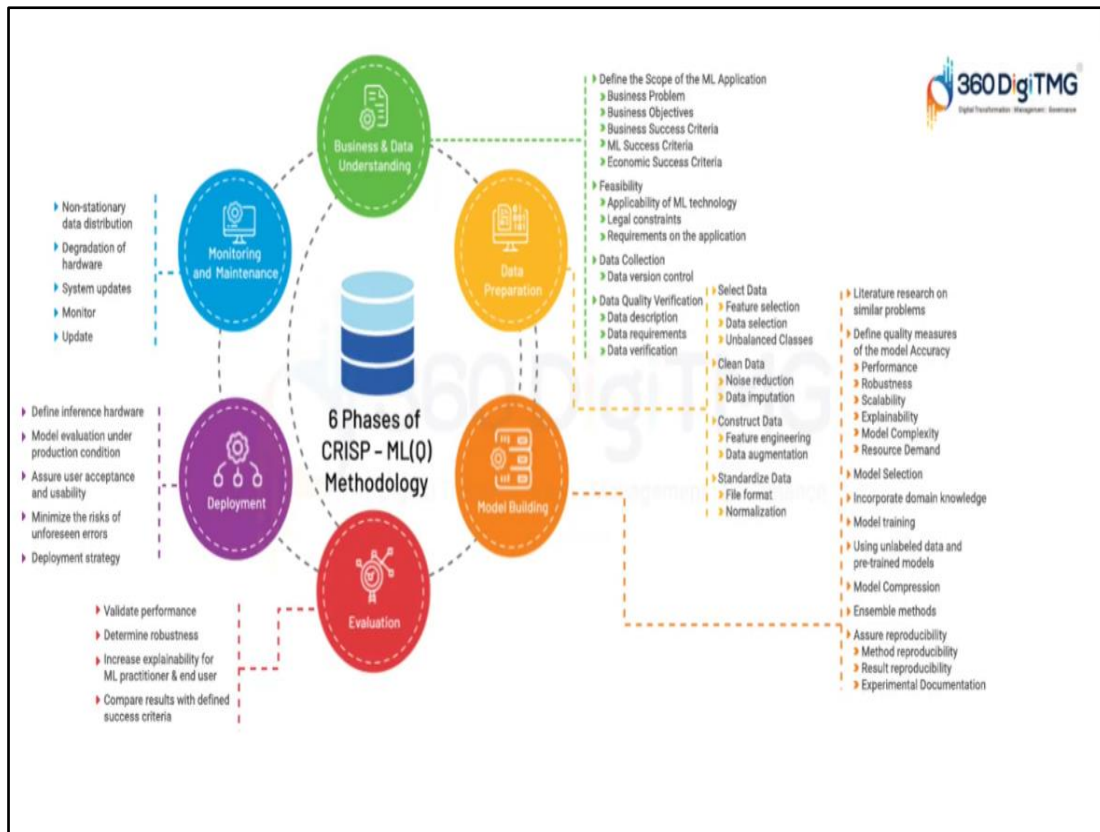 360 DigiTMG
Digital Transformation | Management | Governance
Business & Data
Understanding
Define the Scope of the ML Application
Business Problem
Business Objectives
Business Success Criteria
ML Success Criteria
Economic Success Criteria
Feasibility
Applicability of ML technology
Legal constraints
Requirements on the application
Data Collection
Data version control
Data Quality Verification
Data description
Data requirements
Data verification
Data
Preparation
Select Data
Feature selection
Data selection
Unbalanced Classes
Clean Data
Noise reduction
Data imputation
Construct Data
Feature engineering
Data augmentation
Standardize Data
File format
Normalization
Model Building
Literature research on
similar problems
Define quality measures
of the model Accuracy
Performance
Robustness
Scalability
Explainability
Model Complexity
Resource Demand
Model Selection
Incorporate domain knowledge
Model training
Using unlabeled data and
pre-trained models
Model Compression
Ensemble methods
Assure reproducibility
Method reproducibility
Result reproducibility
Experimental Documentation
Evaluation
Validate performance
Determine robustness
Increase explainability for
ML practitioner & end user
Compare results with defined
success criteria
Deployment
Define inference hardware
Model evaluation under
production condition
Assure user acceptance
and usability
Minimize the risks of
unforeseen errors
Deployment strategy
Monitoring
and Maintenance
Non-stationary
data distribution
Degradation of
hardware
System updates
Monitor
Update
6 Phases of
CRISP - ML(Q)
Methodology
360 DigiTMG